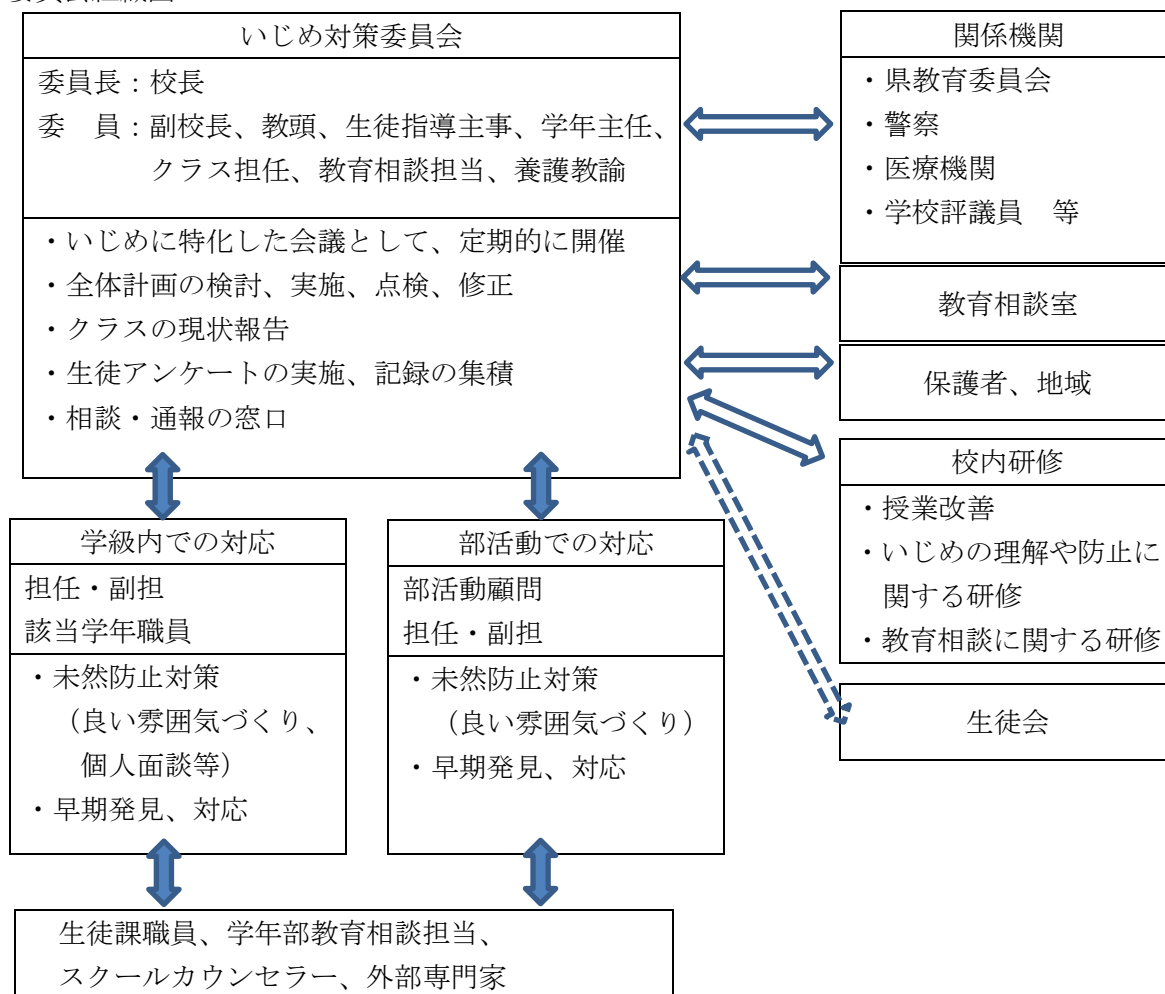 いじめ対策委員会
委員長：校長
委　員：副校長、教頭、生徒指導主事、学年主任、
クラス担任、教育相談担当、養護教諭
・いじめに特化した会議として、定期的に開催
・全体計画の検討、実施、点検、修正
・クラスの現状報告
・生徒アンケートの実施、記録の集積
・相談・通報の窓口
関係機関
・県教育委員会
・警察
・医療機関
・学校評議員　等
教育相談室
保護者、地域
校内研修
・授業改善
・いじめの理解や防止に
関する研修
・教育相談に関する研修
生徒会
学級内での対応
担任・副担
該当学年職員
・未然防止対策
（良い雰囲気づくり、
個人面談等）
・早期発見、対応
部活動での対応
部活動顧問
担任・副担
・未然防止対策
（良い雰囲気づくり）
・早期発見、対応
生徒課職員、学年部教育相談担当、
スクールカウンセラー、外部専門家